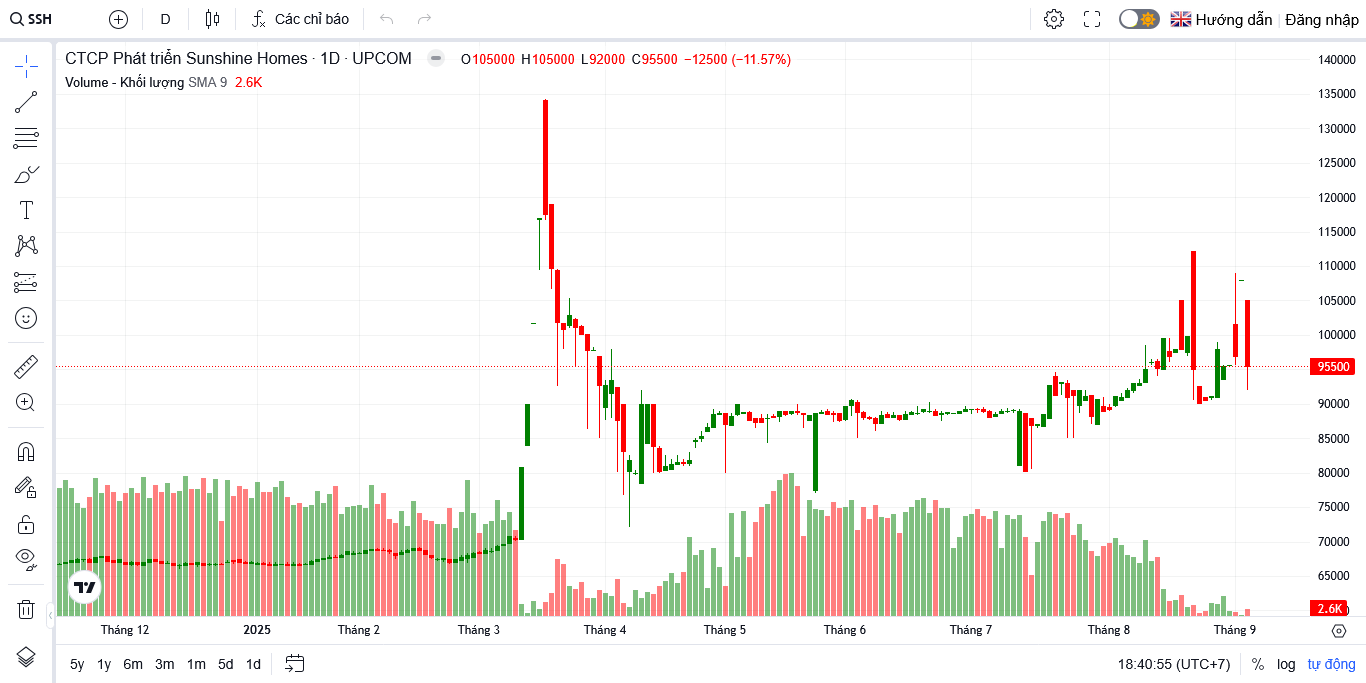 SSH D Các chỉ báo Hướng dẫn Đăng nhập
CTCP Phát triển Sunshine Homes · 1D · UPCOM O105000 H105000 L92000 C95500 −12500 (−11.57%)
Volume - Khối lượng SMA 9 2.6K
140000
135000
130000
125000
120000
115000
110000
105000
100000
95500
90000
85000
80000
75000
70000
65000
2.6K
Tháng 12 2025 Tháng 2 Tháng 3 Tháng 4 Tháng 5 Tháng 6 Tháng 7 Tháng 8 Tháng 9
5y 1y 6m 3m 1m 5d 1d 18:40:55 (UTC+7) % log tự động